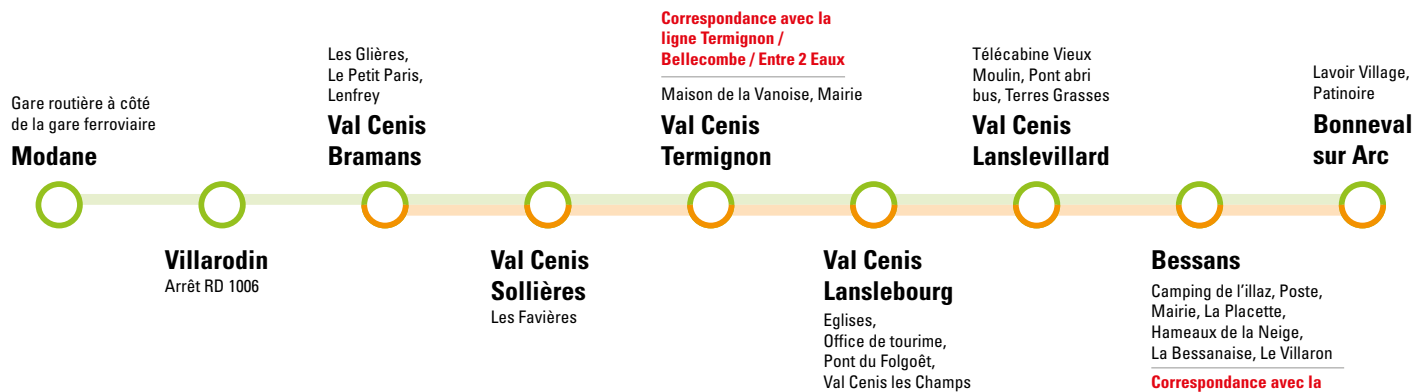 Gare routière à côté
de la gare ferroviaire
Modane
Villarodin
Arrêt RD 1006
Les Glières,
Le Petit Paris,
Lenfrey
Val Cenis
Bramans
Val Cenis
Sollières
Les Favières
Correspondance avec la
ligne Termignon /
Bellecombe / Entre 2 Eaux
Maison de la Vanoise, Mairie
Val Cenis
Termignon
Val Cenis
Lanslebourg
Eglises,
Office de tourime,
Pont du Folgoêt,
Val Cenis les Champs
Télécabine Vieux
Moulin, Pont abri
bus, Terres Grasses
Val Cenis
Lanslevillard
Bessans
Camping de l’illaz, Poste,
Mairie, La Placette,
Hameaux de la Neige,
La Bessanaise, Le Villaron
Correspondance avec la
Lavoir Village,
Patinoire
Bonneval
sur Arc